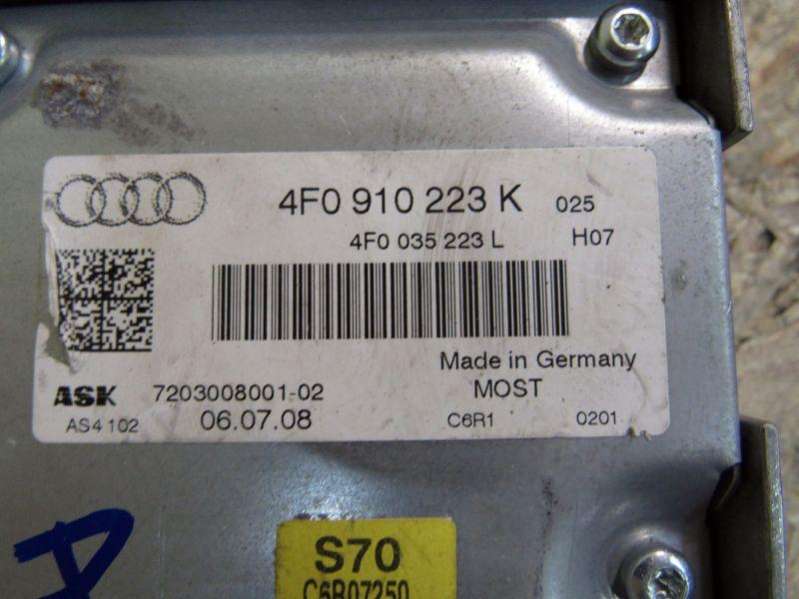 4F0 910 223 K 025
4F0 035 223 L H07
Made in Germany
ASK 7203008001-02 MOST
AS4 102 06.07.08 C6R1 0201
S70
C6R07250